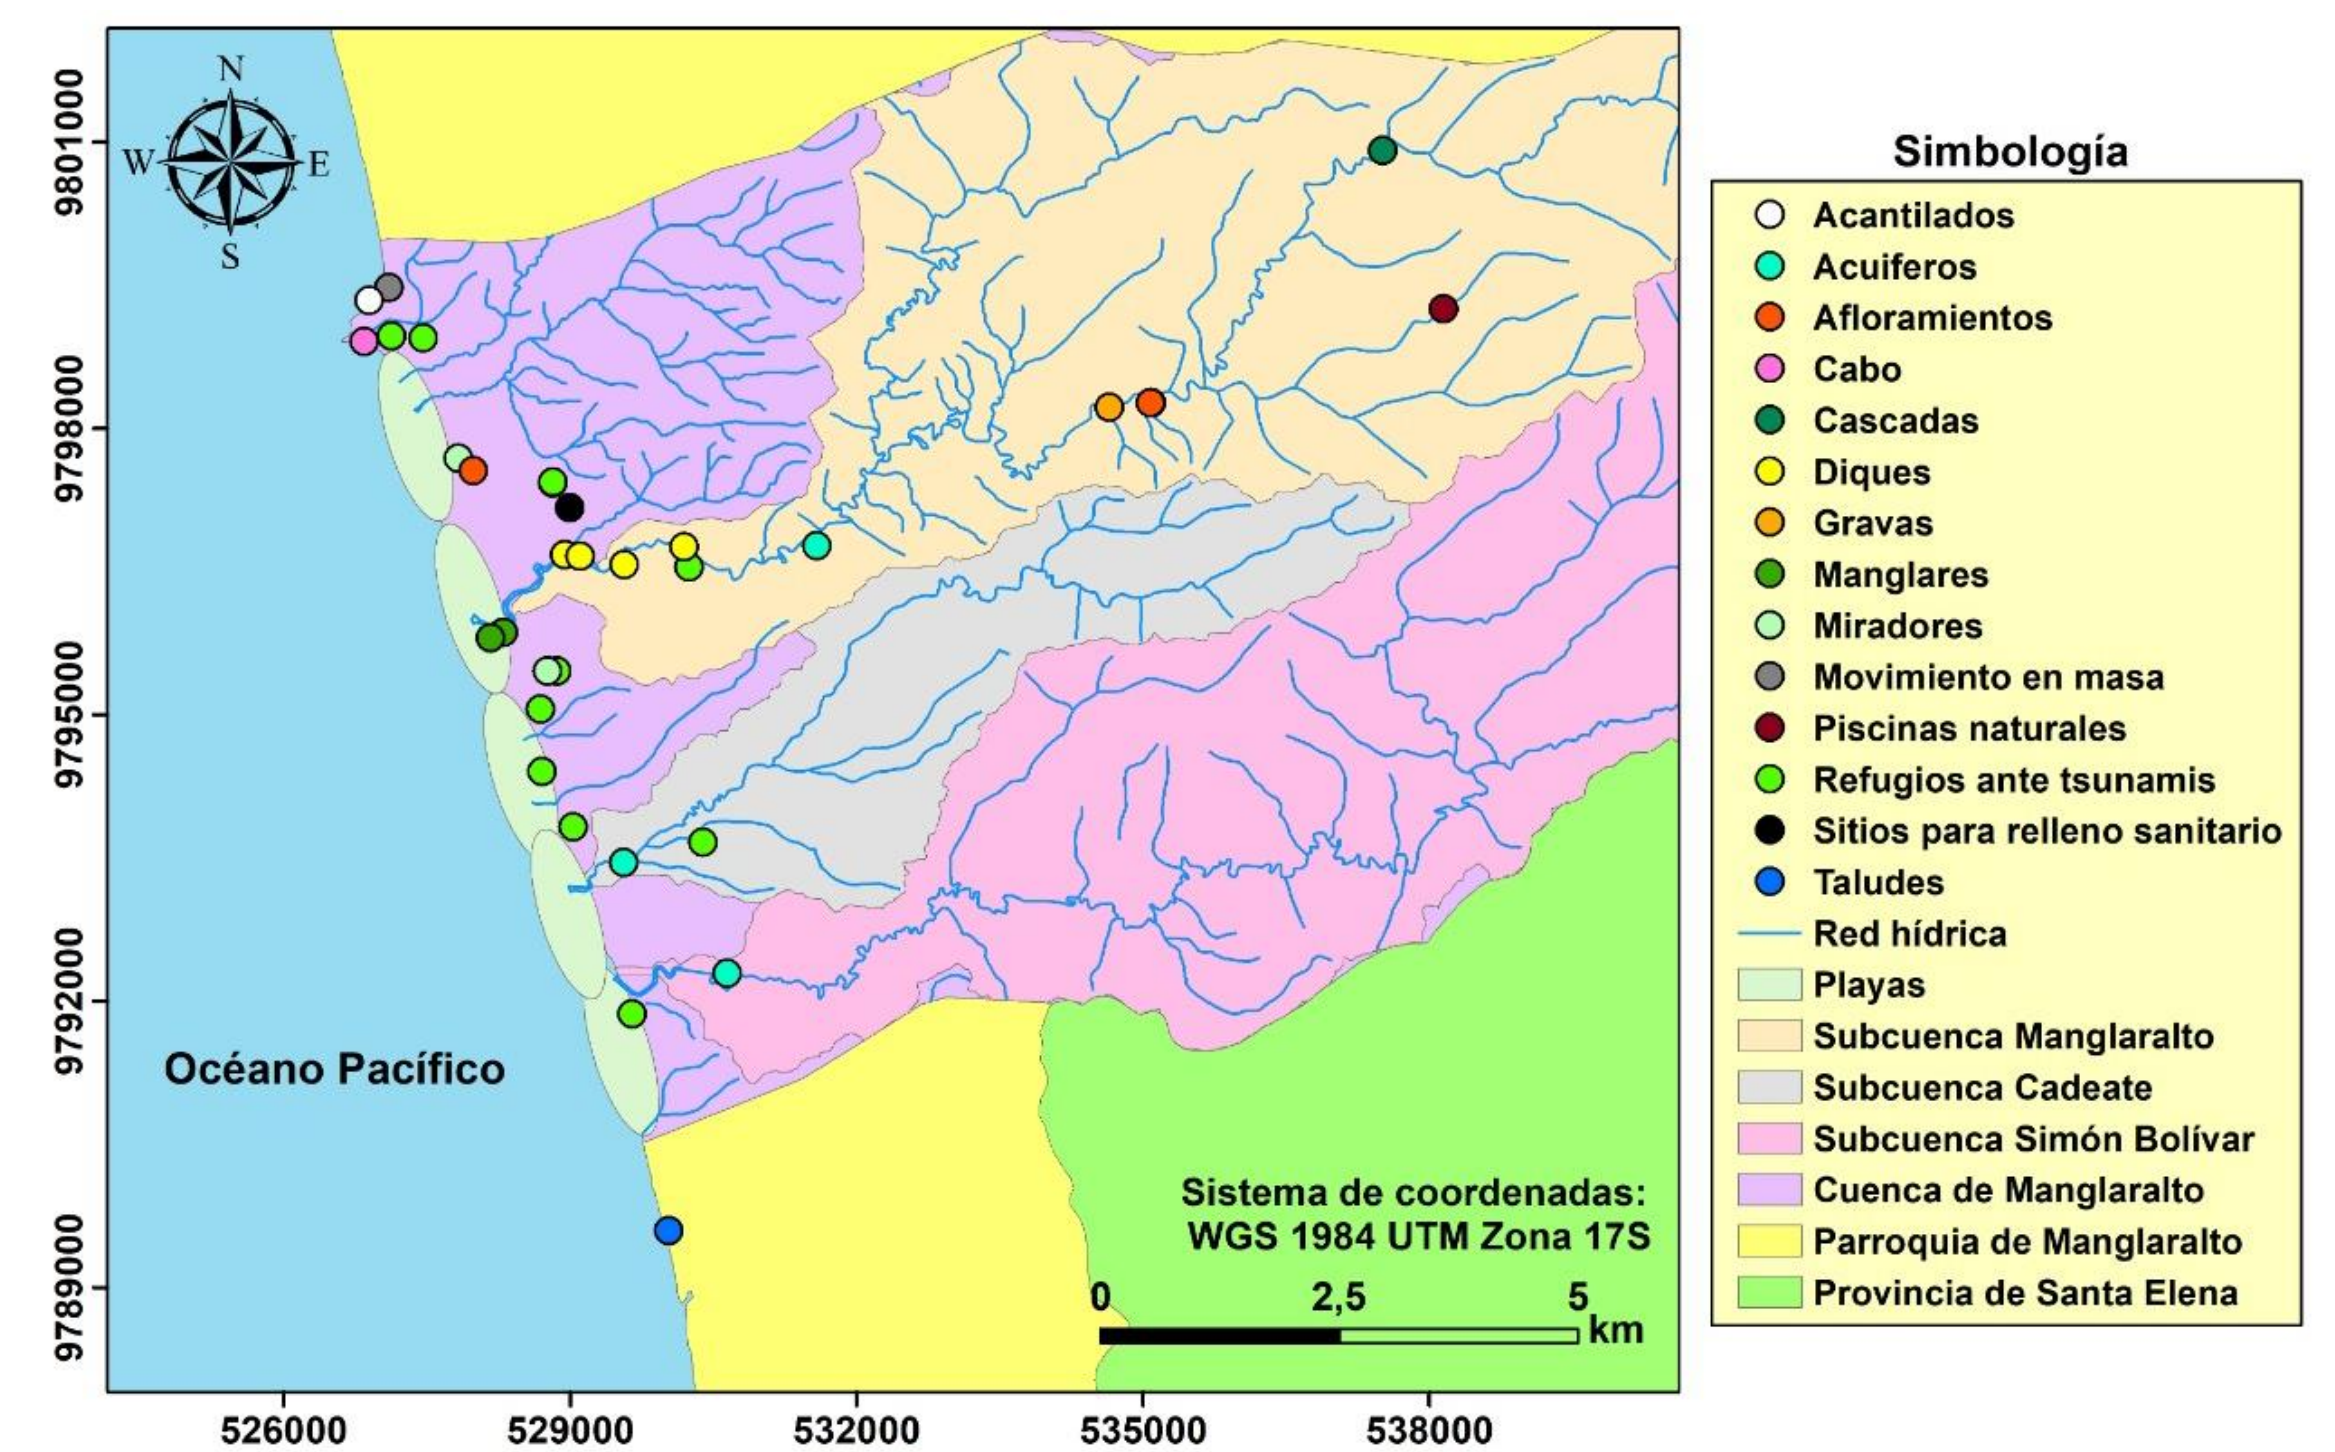 N
W
E
S
9801000
9798000
9795000
9792000
9789000
526000
529000
532000
535000
538000
Océano Pacífico
Sistema de coordenadas:
WGS 1984 UTM Zona 17S
0
2,5
5
km
Simbología
Acantilados
Acuiferos
Afloramientos
Cabo
Cascadas
Diques
Gravas
Manglares
Miradores
Movimiento en masa
Piscinas naturales
Refugios ante tsunamis
Sitios para relleno sanitario
Taludes
Red hídrica
Playas
Subcuenca Manglaralto
Subcuenca Cadeate
Subcuenca Simón Bolívar
Cuenca de Manglaralto
Parroquia de Manglaralto
Provincia de Santa Elena